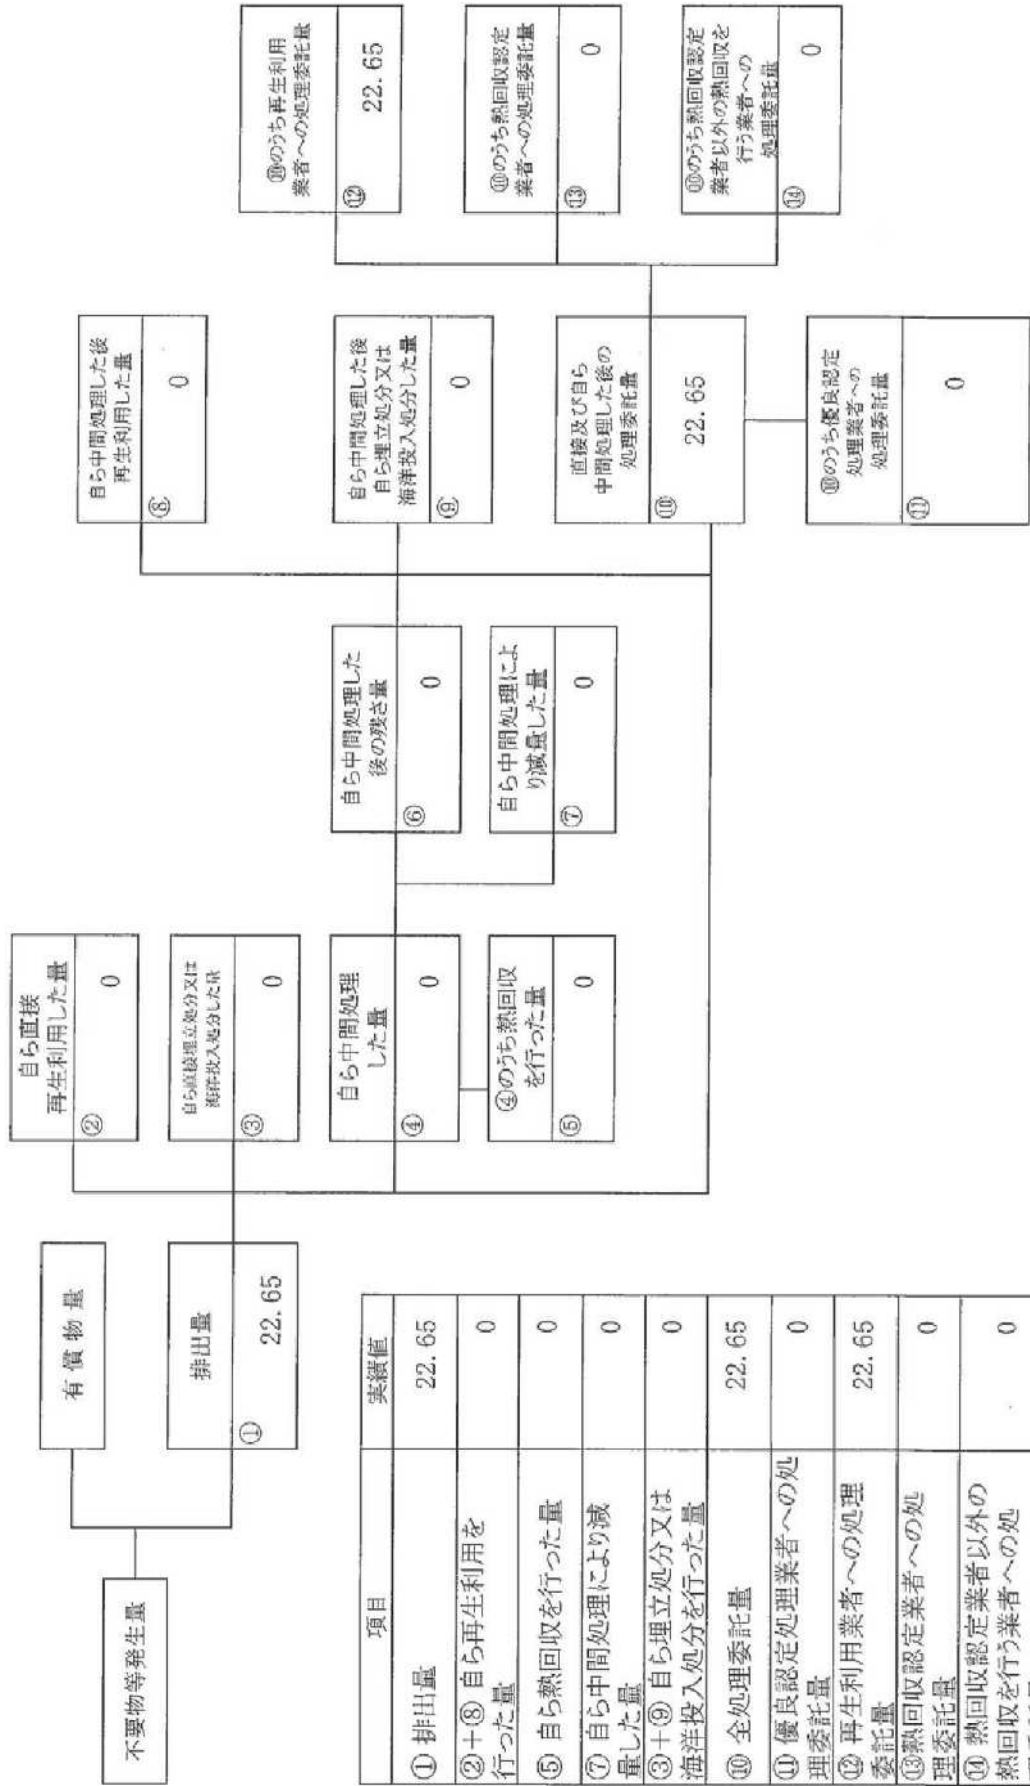 不要物等発生量
有償物量
排出量
① 22.65
自ら直接
再生利用した量
② 0
自ら直接埋立処分又は
海洋投入処分した量
③ 0
自ら中間処理
した量
④ 0
④のうち熱回収
を行った量
⑤ 0
自ら中間処理した
後の残さ量
⑥ 0
自ら中間処理によ
り減量した量
⑦ 0
自ら中間処理した後
再生利用した量
⑧ 0
自ら中間処理した後
自ら埋立処分又は
海洋投入処分した量
⑨ 0
直接及び自ら
中間処理した後の
処理委託量
⑩ 22.65
⑩のうち優良認定
処理業者への
処理委託量
⑪ 0
⑩のうち再生利用
業者への処理委託量
⑫ 22.65
⑩のうち熱回収認定
業者への処理委託量
⑬ 0
⑩のうち熱回収認定
業者以外の熱回収を
行う業者への
処理委託量
⑭ 0
項目 実績値
① 排出量 22.65
②+⑧ 自ら再生利用を
行った量 0
⑤ 自ら熱回収を行った量 0
⑦ 自ら中間処理により減
量した量 0
③+⑨ 自ら埋立処分又は
海洋投入処分を行った量 0
⑩ 全処理委託量 22.65
⑪ 優良認定処理業者への処
理委託量 0
⑫ 再生利用業者への処理
委託量 22.65
⑬熱回収認定業者への処
理委託量 0
⑭ 熱回収認定業者以外の
熱回収を行う業者への処 0